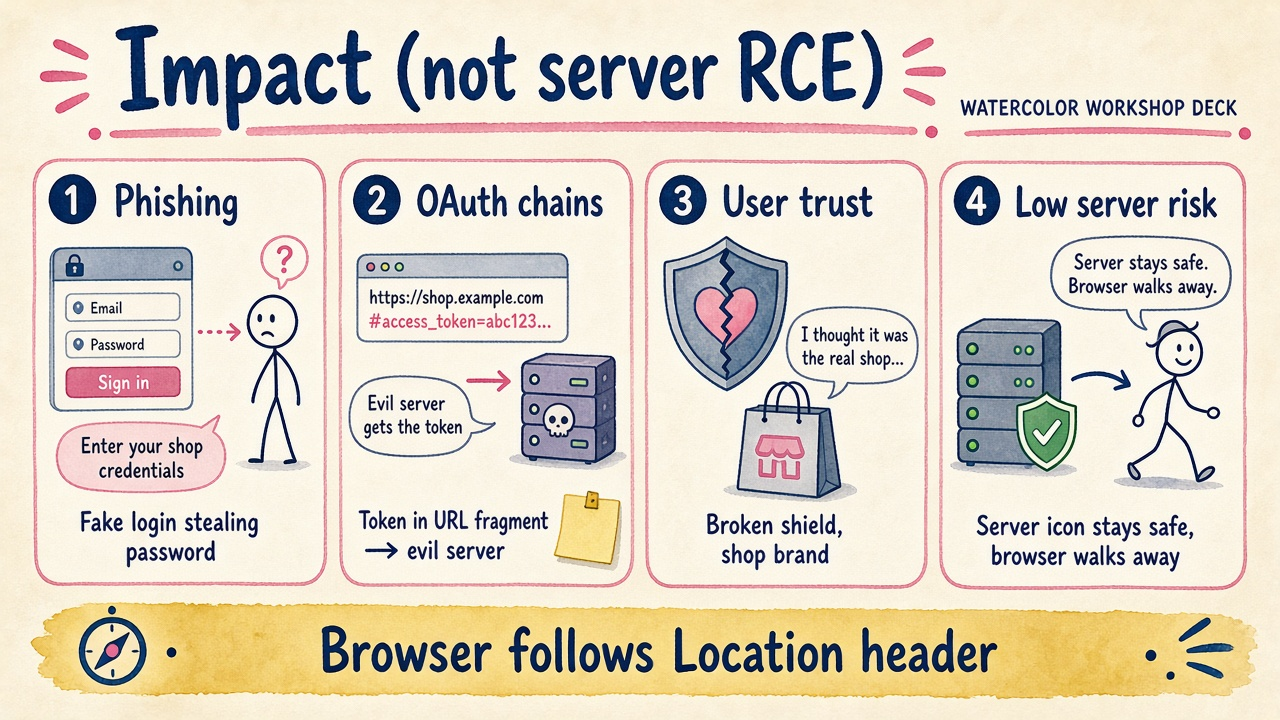 Impact (not server RCE)
WATERCOLOR WORKSHOP DECK
1 Phishing
?
Email
Password
Sign in
Enter your shop
credentials
Fake login stealing
password
2 OAuth chains
https://shop.example.com
#access_token=abc123...
Evil server
gets the token
Token in URL fragment
→ evil server
3 User trust
I thought it was
the real shop...
Broken shield,
shop brand
4 Low server risk
Server stays safe.
Browser walks away.
Server icon stays safe,
browser walks away
Browser follows Location header